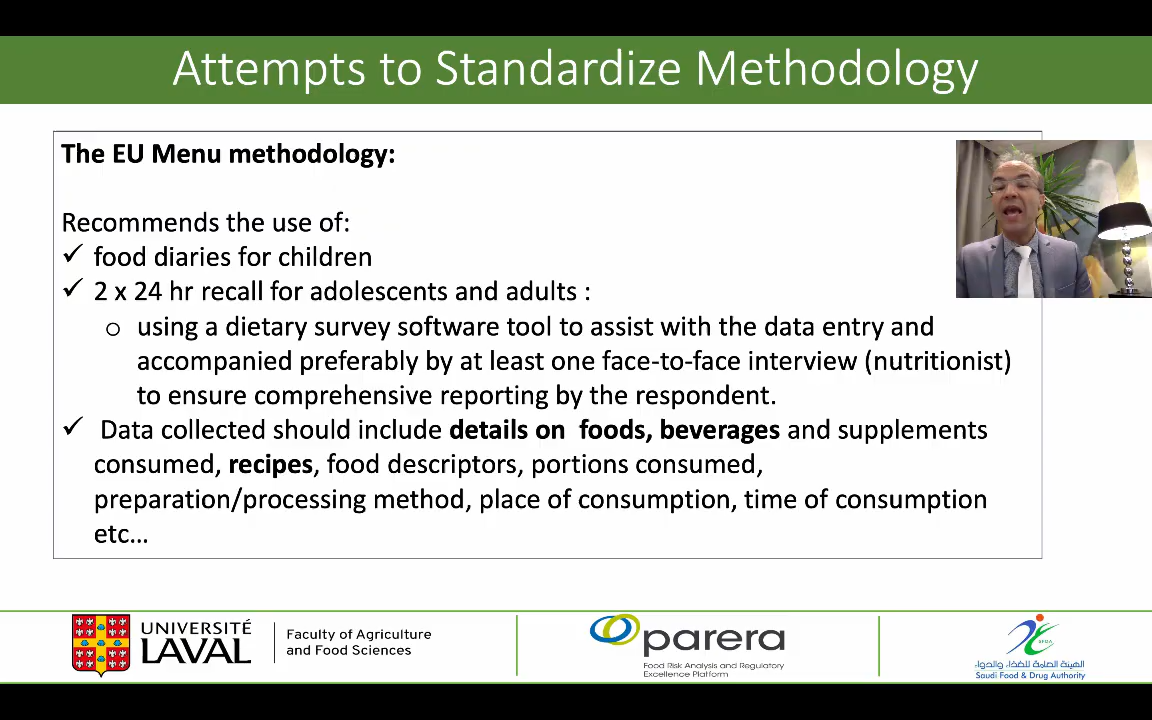 Attempts to Standardize Methodology
The EU Menu methodology:
Recommends the use of:
✓ food diaries for children
✓ 2 x 24 hr recall for adolescents and adults :
o using a dietary survey software tool to assist with the data entry and
accompanied preferably by at least one face-to-face interview (nutritionist)
to ensure comprehensive reporting by the respondent.
✓ Data collected should include details on foods, beverages and supplements
consumed, recipes, food descriptors, portions consumed,
preparation/processing method, place of consumption, time of consumption
etc...
UNIVERSITÉ
LAVAL
Faculty of Agriculture
and Food Sciences
parera
Food Risk Analysis and Regulatory
Excellence Platform
SFDA
الهيئة العامة للغذاء والدواء
Saudi Food & Drug Authority